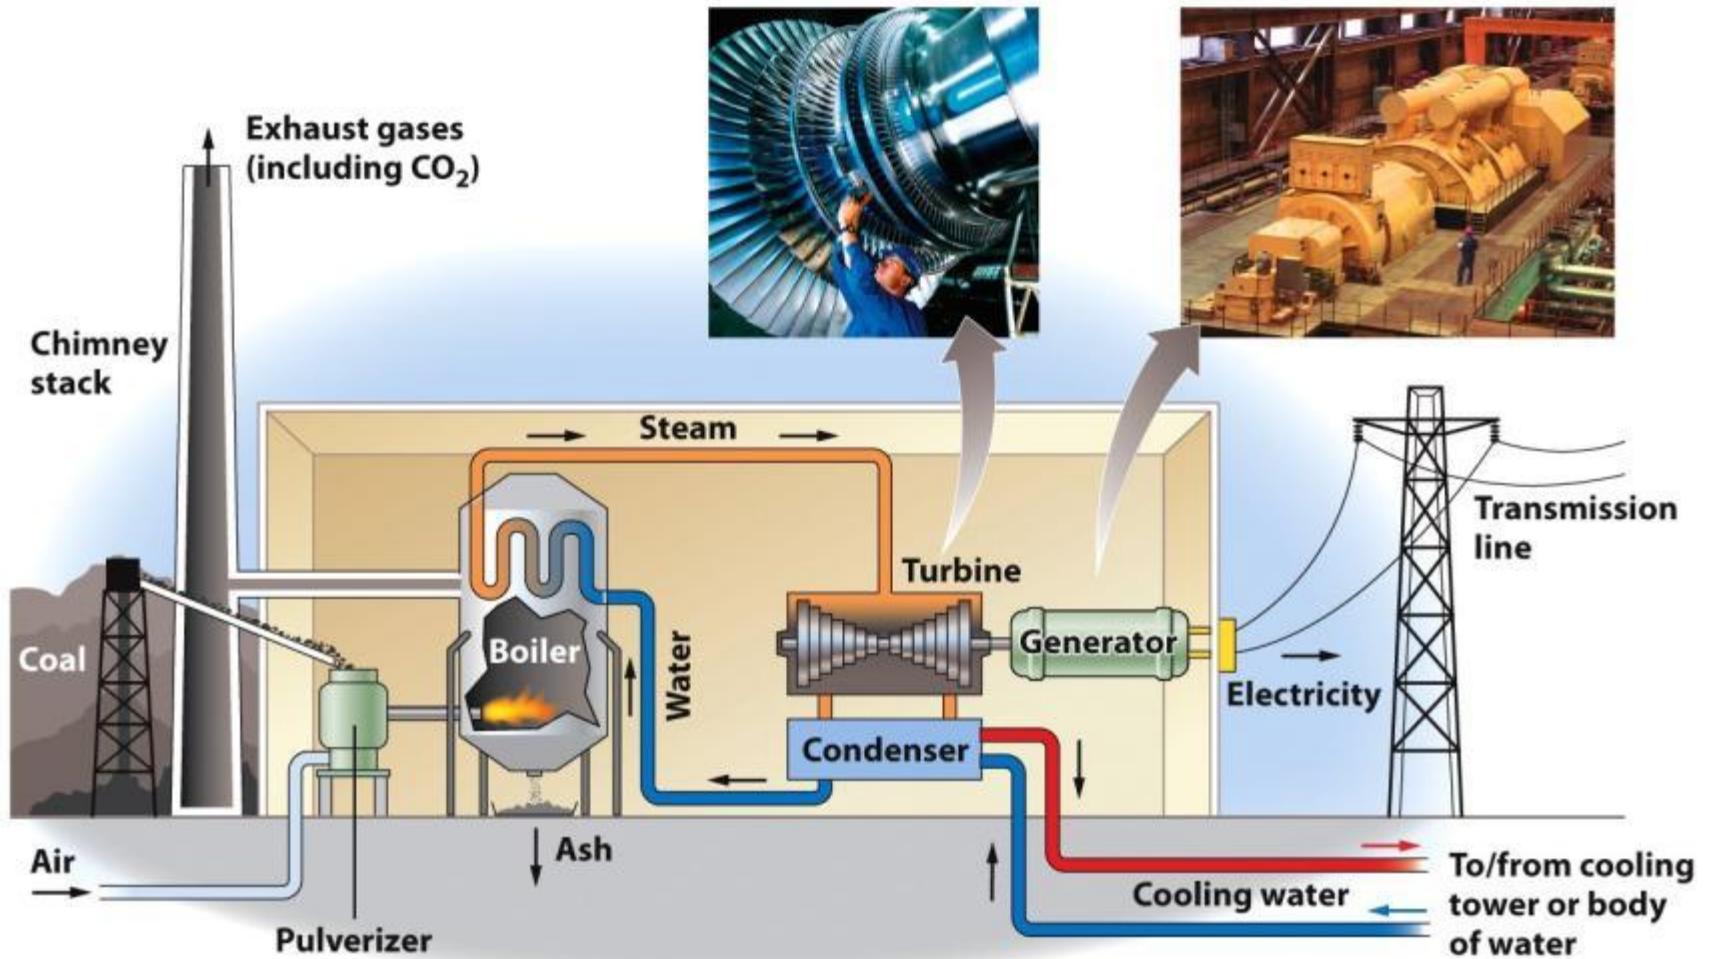 Exhaust gases
(including CO₂)
Chimney
stack
Steam
Transmission
line
Turbine
Coal
Boiler
Water
Generator
Electricity
Condenser
Air
Ash
Pulverizer
Cooling water
To/from cooling
tower or body
of water